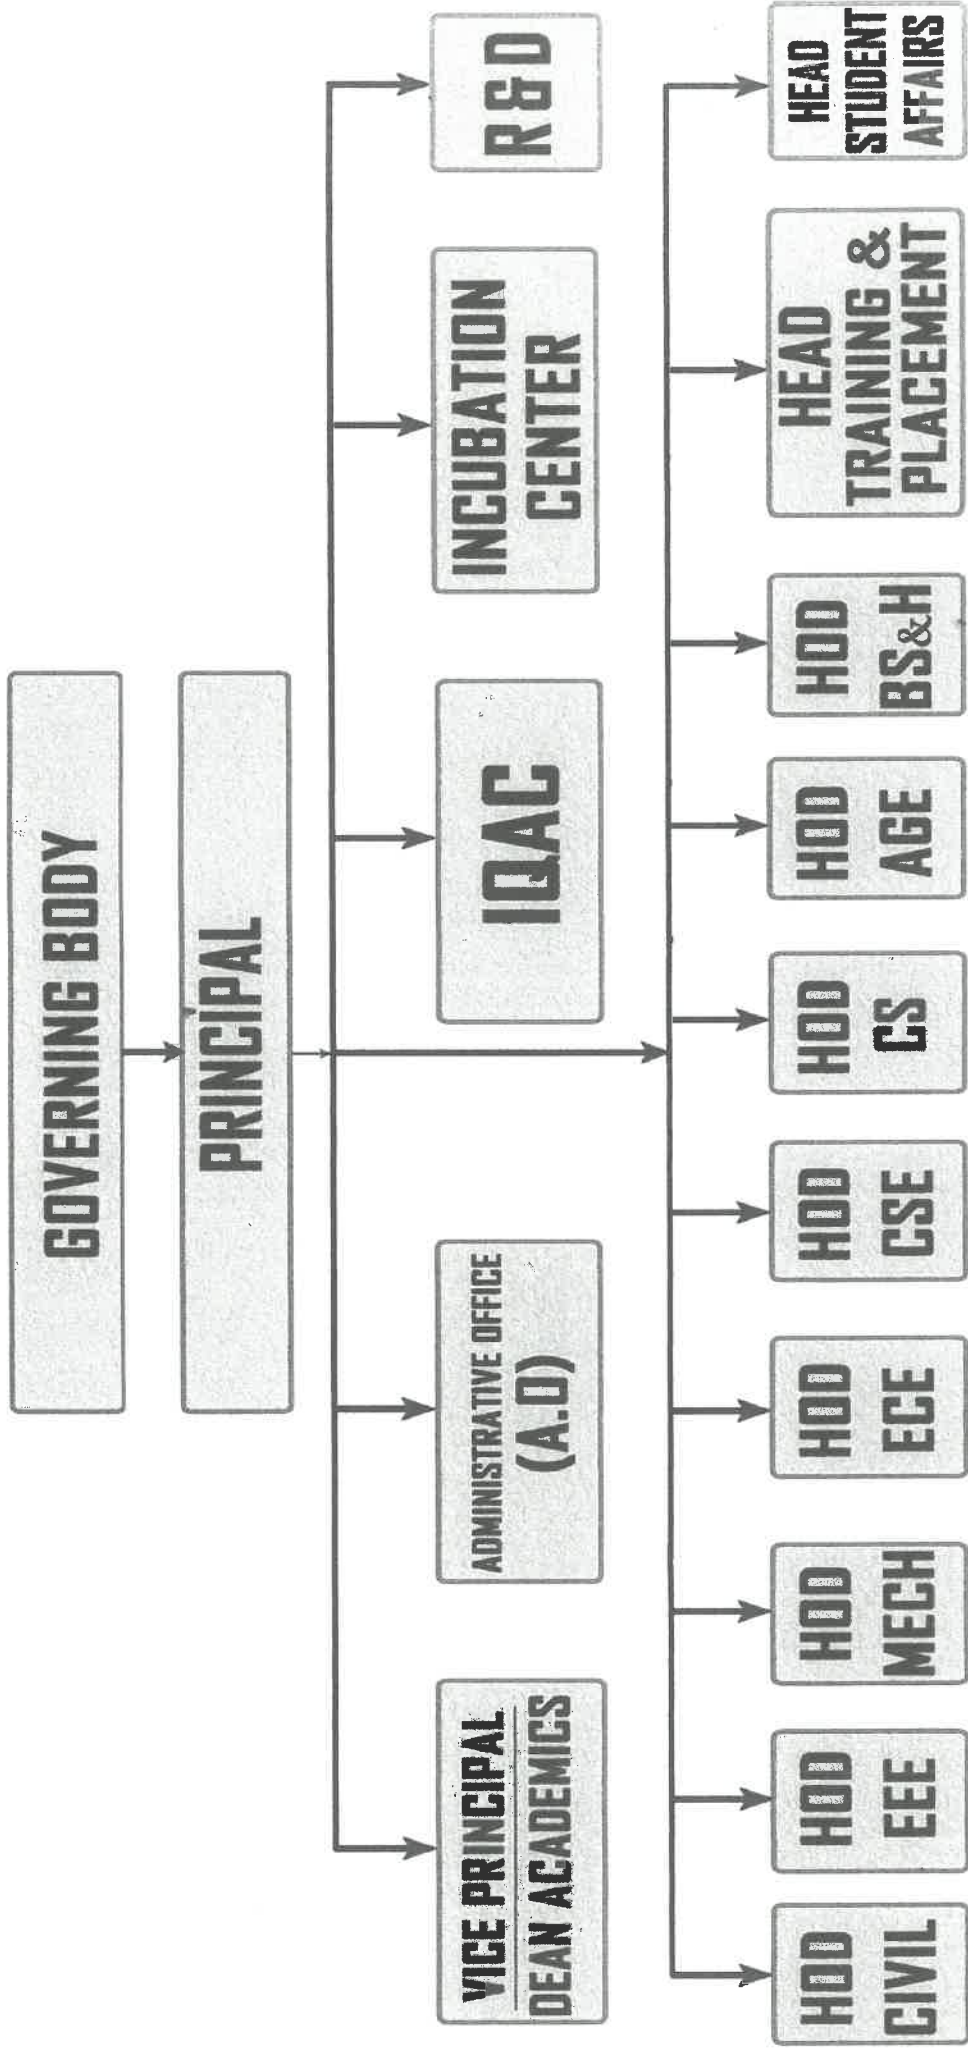 GOVERNING BODY
PRINCIPAL
VICE PRINCIPAL
DEAN ACADEMICS
ADMINISTRATIVE OFFICE
(A.O)
IQAC
INCUBATION
CENTER
R & D
HOD
CIVIL
HOD
EEE
HOD
MECH
HOD
ECE
HOD
CSE
HOD
CS
HOD
AGE
HOD
BS&H
HEAD
TRAINING &
PLACEMENT
HEAD
STUDENT
AFFAIRS